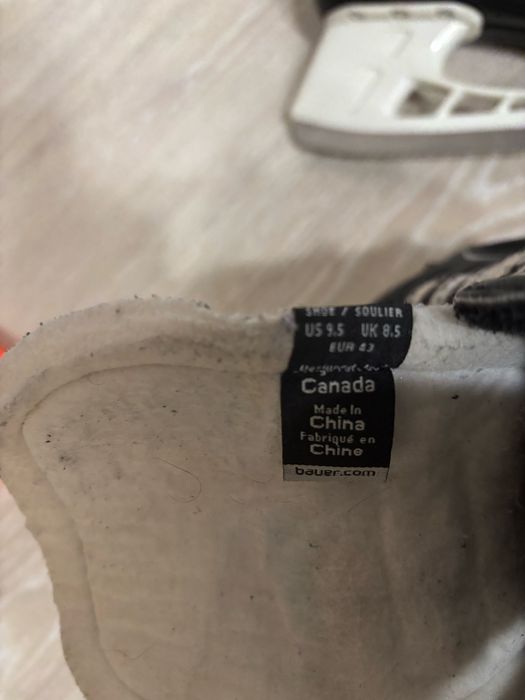 SHOE / SOULIER
US 9.5 UK 8.5
EUR 43
Canada
Made In
China
Fabriqué en
Chine
bauer.com